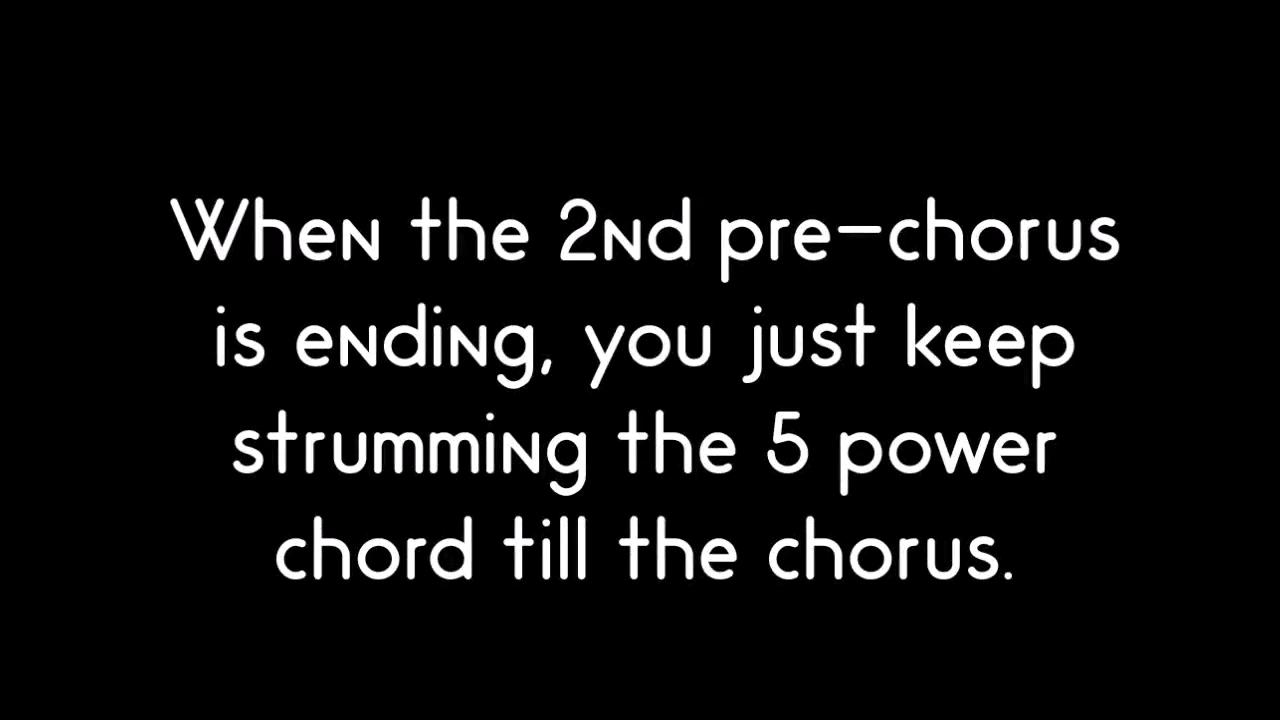 When the 2nd pre-chorus
is ending, you just keep
strumming the 5 power
chord till the chorus.